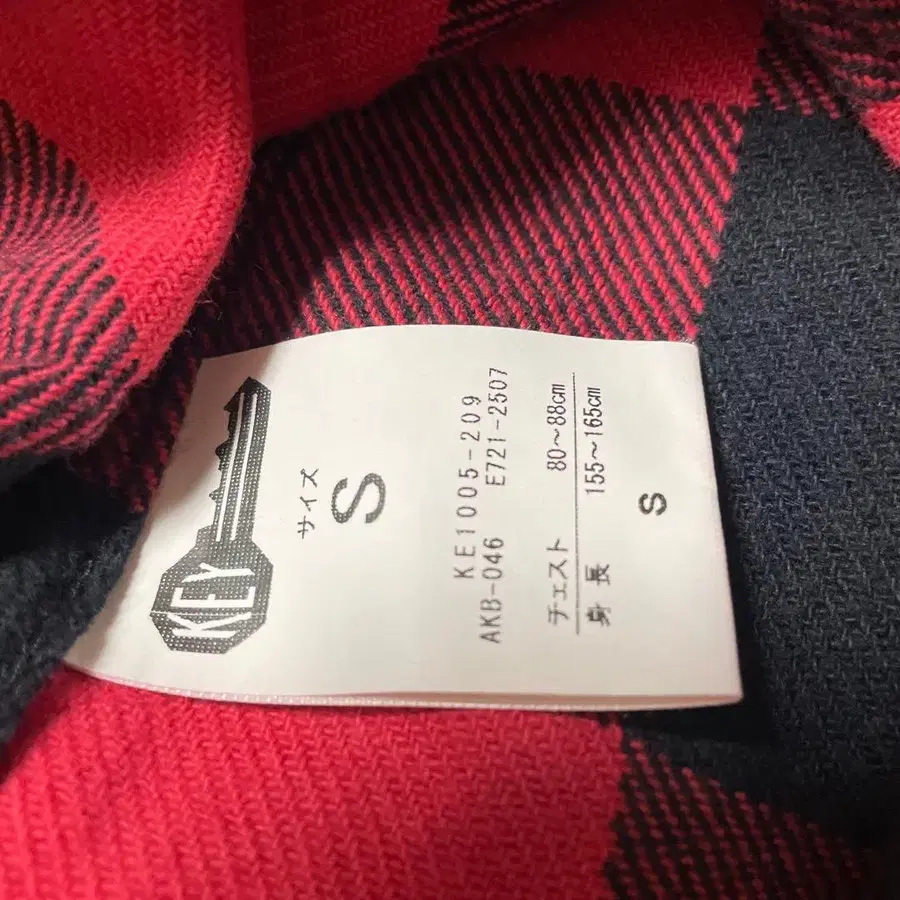 KEY
サイズ
S
KE1005-209
AKB-046 E721-2507
チェスト 80～88cm
身長 155～165cm
S